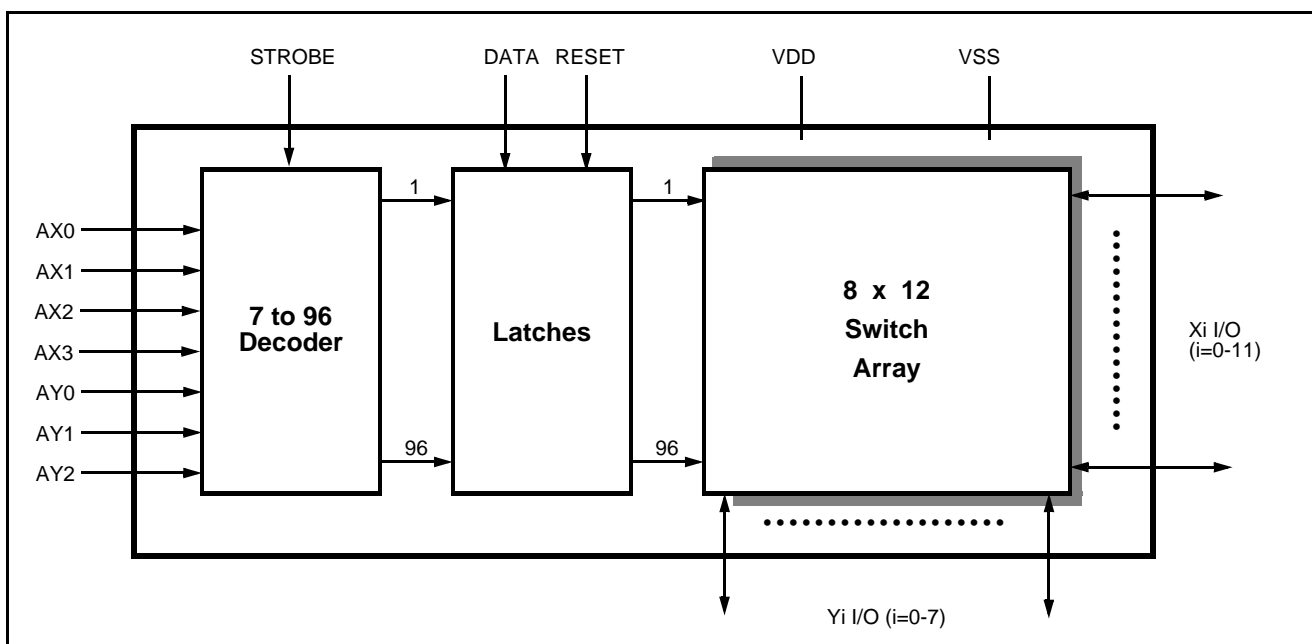 STROBE
DATA
RESET
VDD
VSS
AX0
AX1
AX2
AX3
AY0
AY1
AY2
7 to 96
Decoder
1
96
Latches
1
96
8 x 12
Switch
Array
Xi I/O
(i=0-11)
Yi I/O (i=0-7)